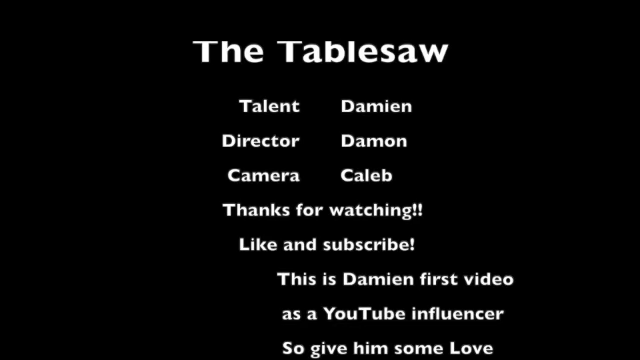 The Tablesaw
Talent Damien
Director Damon
Camera Caleb
Thanks for watching!!
Like and subscribe!
This is Damien first video
as a YouTube influencer
So give him some Love